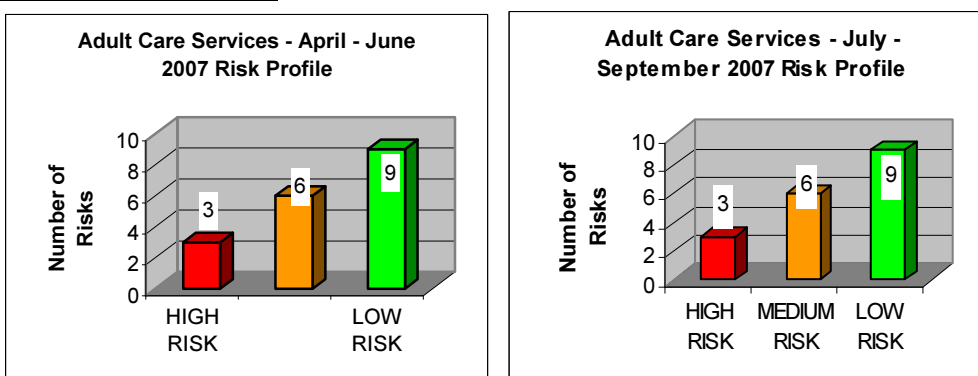 Adult Care Services - April - June
2007 Risk Profile
Number of
Risks
10
8
6
4
2
0
3
6
9
HIGH
RISK
LOW
RISK
Adult Care Services - July -
September 2007 Risk Profile
Number of
Risks
10
8
6
4
2
0
3
6
9
HIGH
RISK
MEDIUM
RISK
LOW
RISK